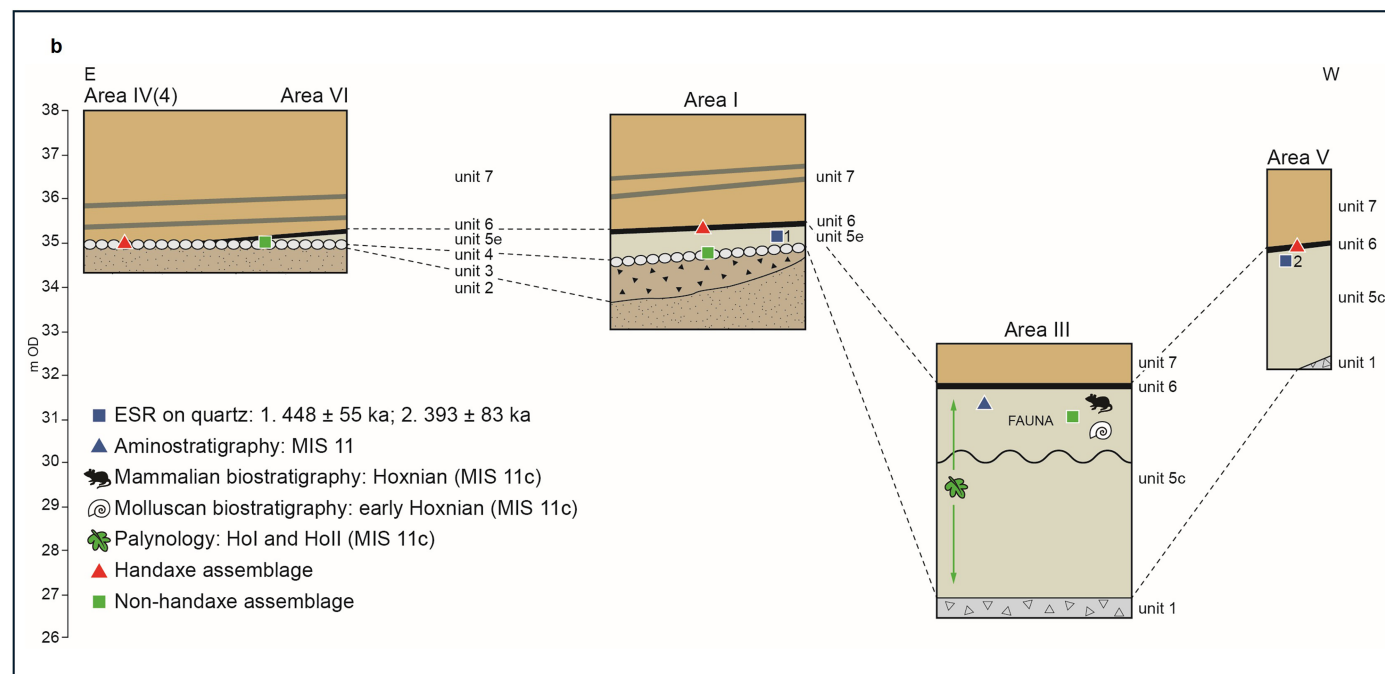 b
E
W
Area IV(4)
Area VI
Area I
Area V
Area III
38
37
36
35
34
33
32
31
30
29
28
27
26
m OD
unit 7
unit 6
unit 5e
unit 4
unit 3
unit 2
1
unit 7
unit 6
unit 5e
FAUNA
unit 7
unit 6
unit 5c
unit 1
2
unit 7
unit 6
unit 5c
unit 1
ESR on quartz: 1. 448 ± 55 ka; 2. 393 ± 83 ka
Aminostratigraphy: MIS 11
Mammalian biostratigraphy: Hoxnian (MIS 11c)
Molluscan biostratigraphy: early Hoxnian (MIS 11c)
Palynology: HoI and HoII (MIS 11c)
Handaxe assemblage
Non-handaxe assemblage